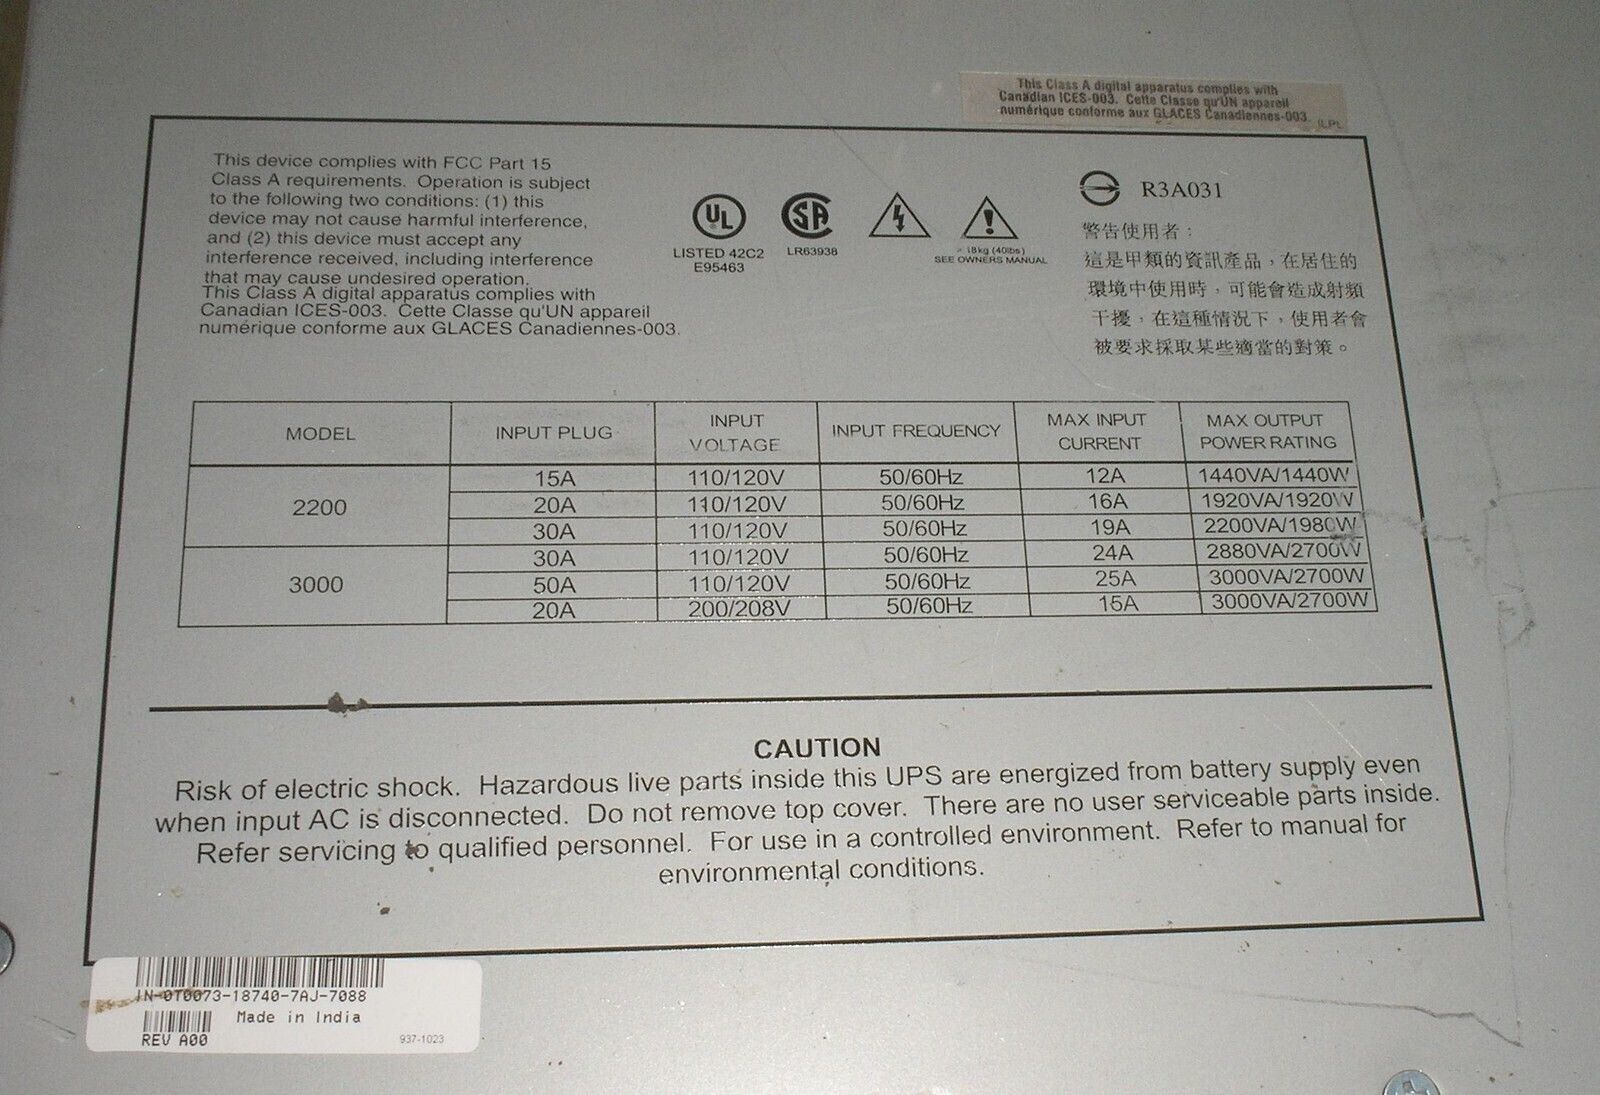 This Class A digital apparatus complies with
Canadian ICES-003. Cette Classe qu'UN appareil
numérique conforme aux GLACES Canadiennes-003.
ILPL
This device complies with FCC Part 15
Class A requirements. Operation is subject
to the following two conditions: (1) this
device may not cause harmful interference,
and (2) this device must accept any
interference received, including interference
that may cause undesired operation.
This Class A digital apparatus complies with
Canadian ICES-003. Cette Classe qu'UN appareil
numérique conforme aux GLACES Canadiennes-003.
UL
LISTED 42C2
E95463
SA
LR63938
> 18kg (40lbs)
SEE OWNERS MANUAL
R3A031
警告使用者：
這是甲類的資訊產品，在居住的
環境中使用時，可能會造成射頻
干擾，在這種情況下，使用者會
被要求採取某些適當的對策。
MODEL INPUT PLUG INPUT VOLTAGE INPUT FREQUENCY MAX INPUT CURRENT MAX OUTPUT POWER RATING
2200 15A 110/120V 50/60Hz 12A 1440VA/1440W
20A 110/120V 50/60Hz 16A 1920VA/1920W
30A 110/120V 50/60Hz 19A 2200VA/1980W
3000 30A 110/120V 50/60Hz 24A 2880VA/2700W
50A 110/120V 50/60Hz 25A 3000VA/2700W
20A 200/208V 50/60Hz 15A 3000VA/2700W
CAUTION
Risk of electric shock. Hazardous live parts inside this UPS are energized from battery supply even
when input AC is disconnected. Do not remove top cover. There are no user serviceable parts inside.
Refer servicing to qualified personnel. For use in a controlled environment. Refer to manual for
environmental conditions.
IN-0T0073-18740-7AJ-7088
Made in India
REV A00
937-1023